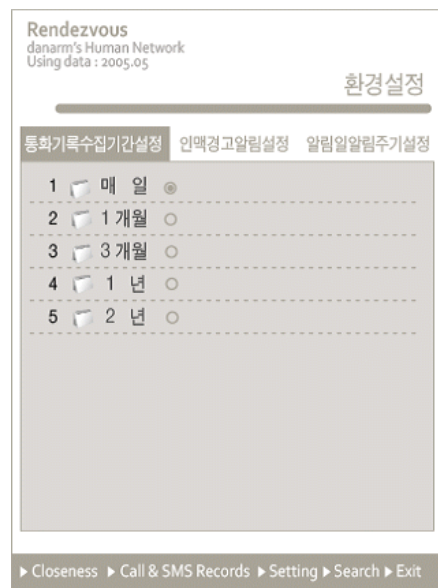 Rendezvous
danarm's Human Network
Using data : 2005.05
환경설정
통화기록수집기간설정 인맥경고알림설정 알림일알림주기설정
1 매 일
2 1 개월
3 3 개월
4 1 년
5 2 년
▶ Closeness ▶ Call & SMS Records ▶ Setting ▶ Search ▶ Exit